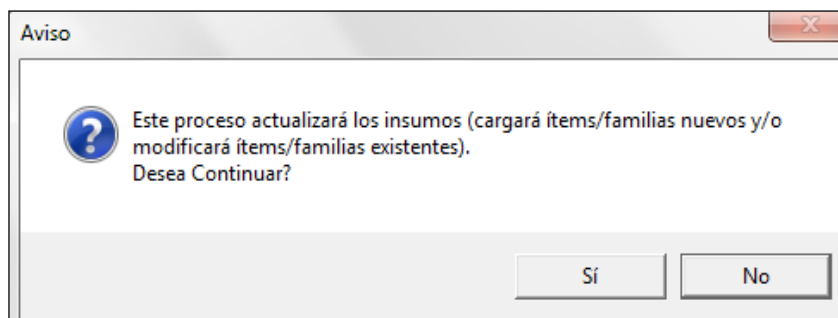 Aviso
Este proceso actualizará los insumos (cargará ítems/familias nuevos y/o
modificará ítems/familias existentes).
Desea Continuar?
Sí
No